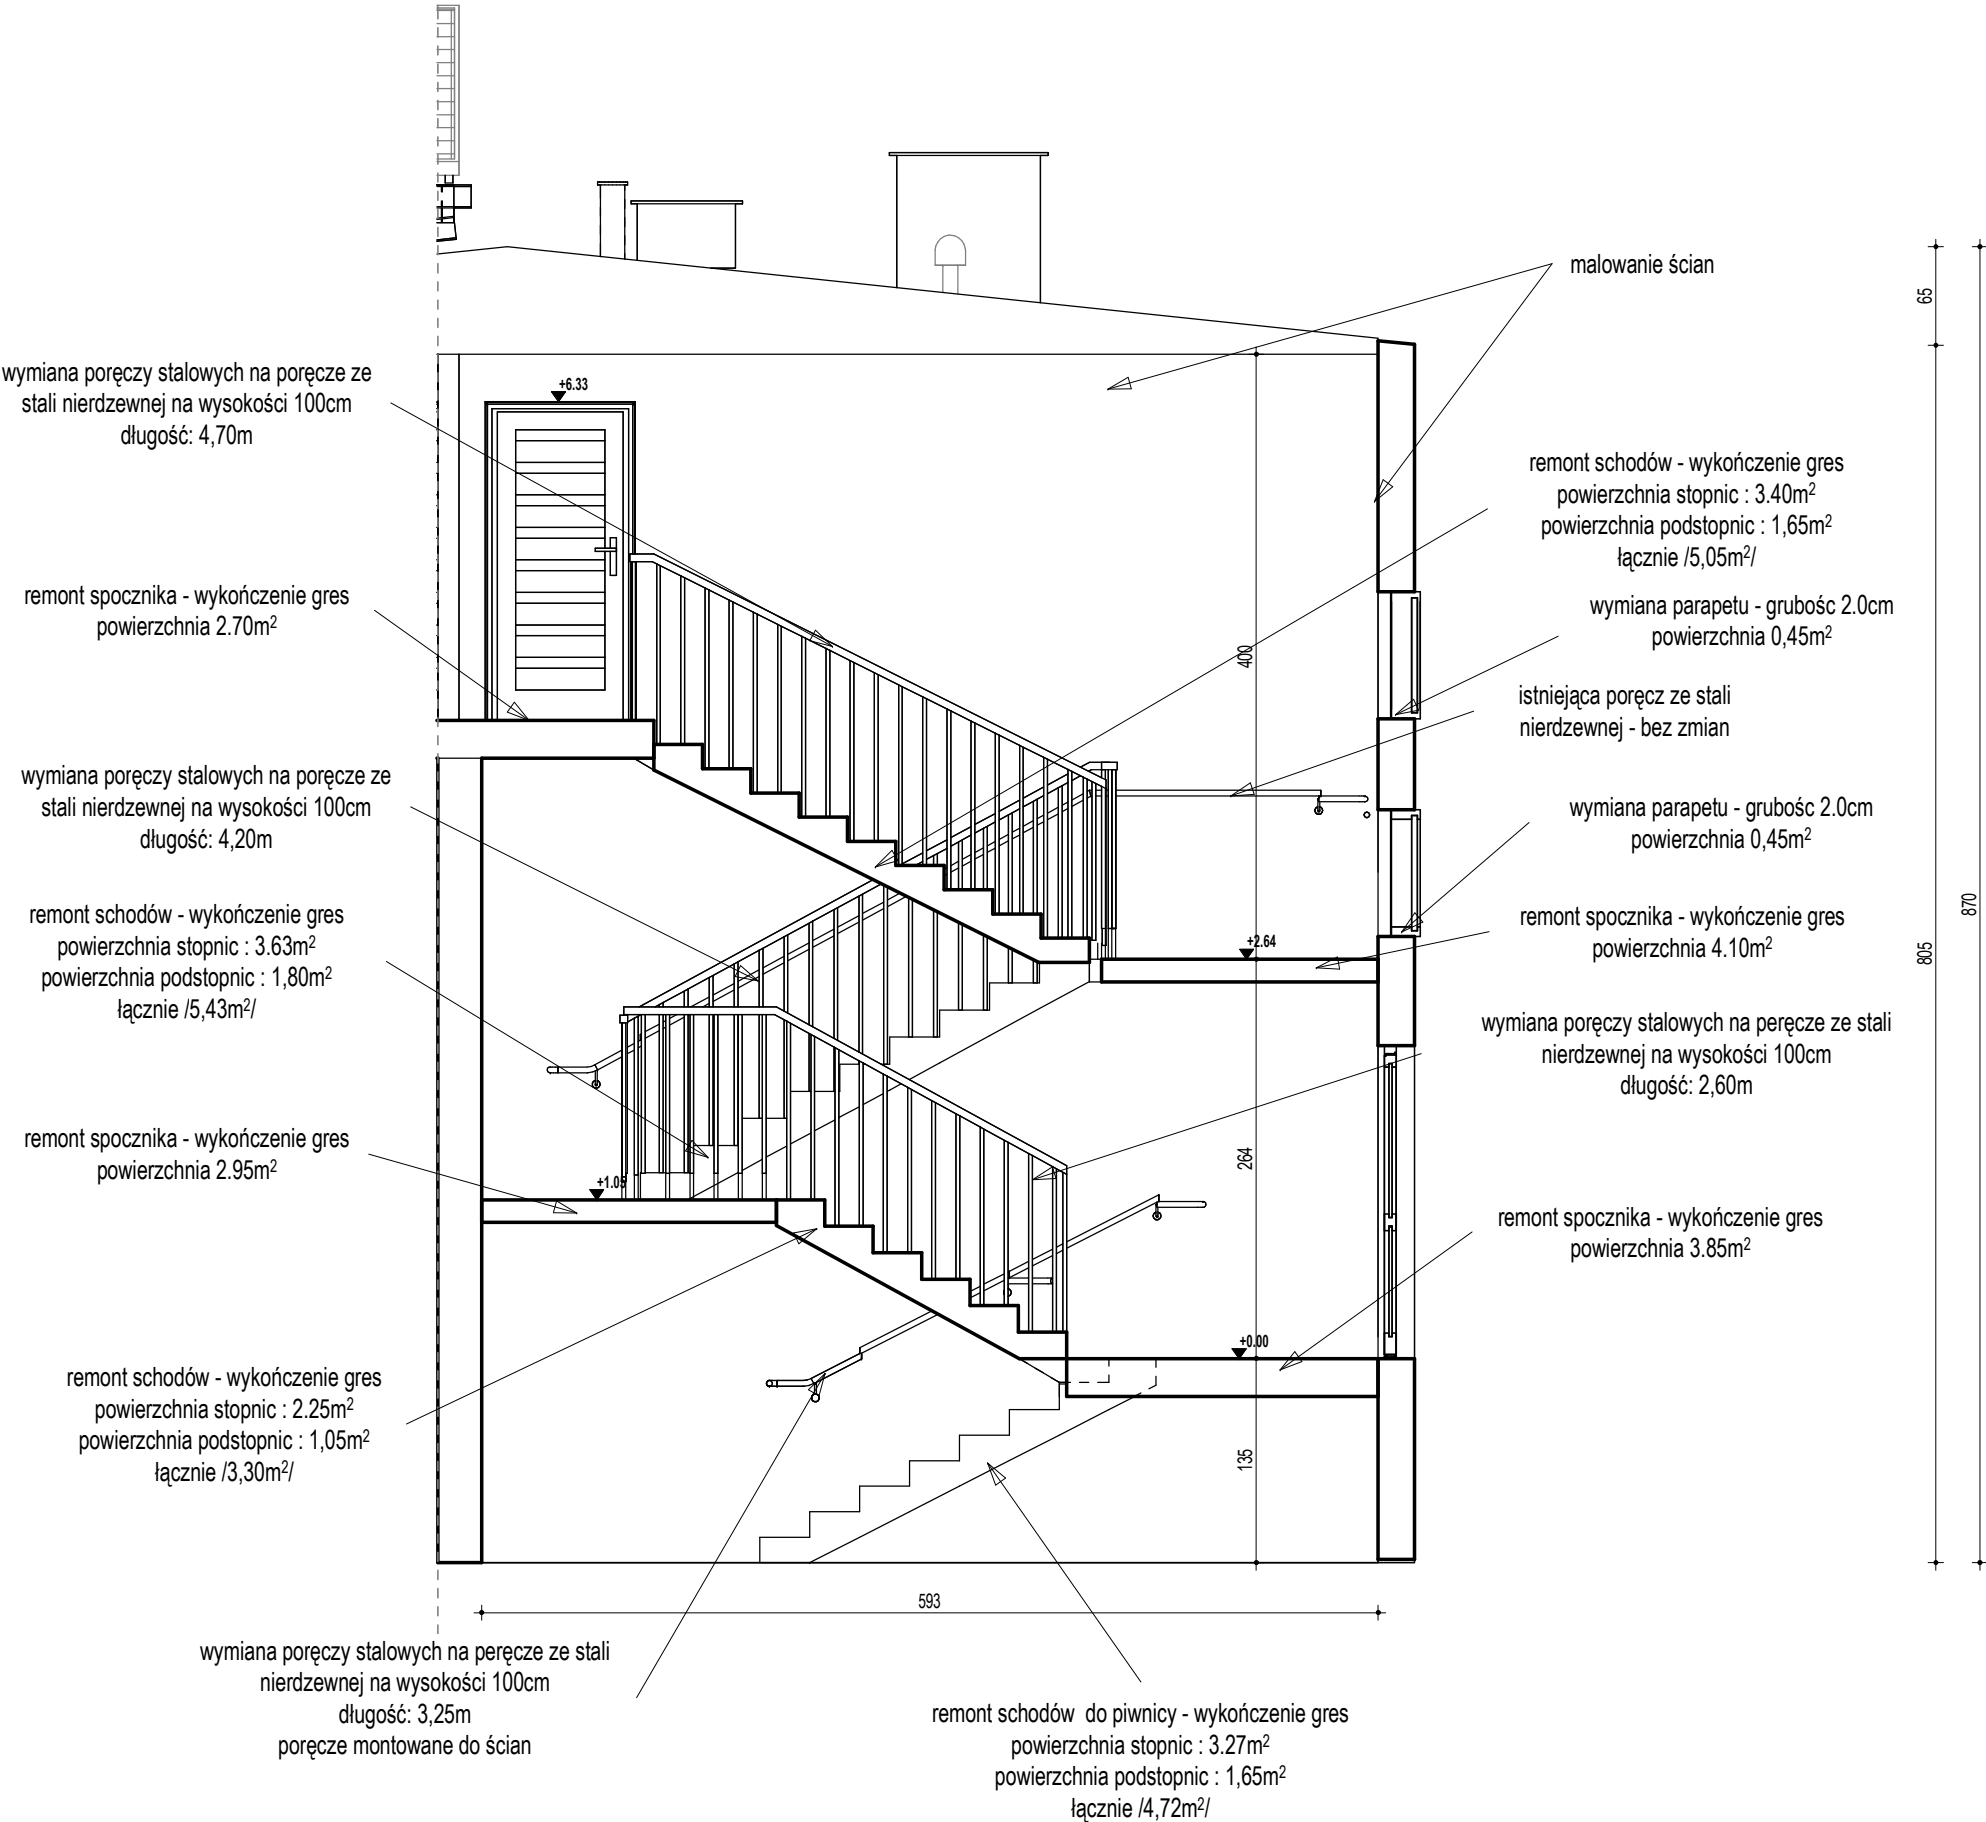 malowanie ścian
65
wymiana poręczy stalowych na poręcze ze
stali nierdzewnej na wysokości 100cm
długość: 4,70m
+6.33
remont schodów - wykończenie gres
powierzchnia stopnic : 3.40m²
powierzchnia podstopnic : 1,65m²
łącznie /5,05m²/
remont spocznika - wykończenie gres
powierzchnia 2.70m²
wymiana parapetu - grubośc 2.0cm
powierzchnia 0,45m²
400
istniejąca poręcz ze stali
nierdzewnej - bez zmian
wymiana poręczy stalowych na poręcze ze
stali nierdzewnej na wysokości 100cm
długość: 4,20m
wymiana parapetu - grubośc 2.0cm
powierzchnia 0,45m²
870
remont schodów - wykończenie gres
powierzchnia stopnic : 3.63m²
powierzchnia podstopnic : 1,80m²
łącznie /5,43m²/
+2.64
remont spocznika - wykończenie gres
powierzchnia 4.10m²
805
wymiana poręczy stalowych na peręcze ze stali
nierdzewnej na wysokości 100cm
długość: 2,60m
remont spocznika - wykończenie gres
powierzchnia 2.95m²
264
+1.05
remont spocznika - wykończenie gres
powierzchnia 3.85m²
+0.00
remont schodów - wykończenie gres
powierzchnia stopnic : 2.25m²
powierzchnia podstopnic : 1,05m²
łącznie /3,30m²/
135
593
wymiana poręczy stalowych na peręcze ze stali
nierdzewnej na wysokości 100cm
długość: 3,25m
poręcze montowane do ścian
remont schodów do piwnicy - wykończenie gres
powierzchnia stopnic : 3.27m²
powierzchnia podstopnic : 1,65m²
łącznie /4,72m²/